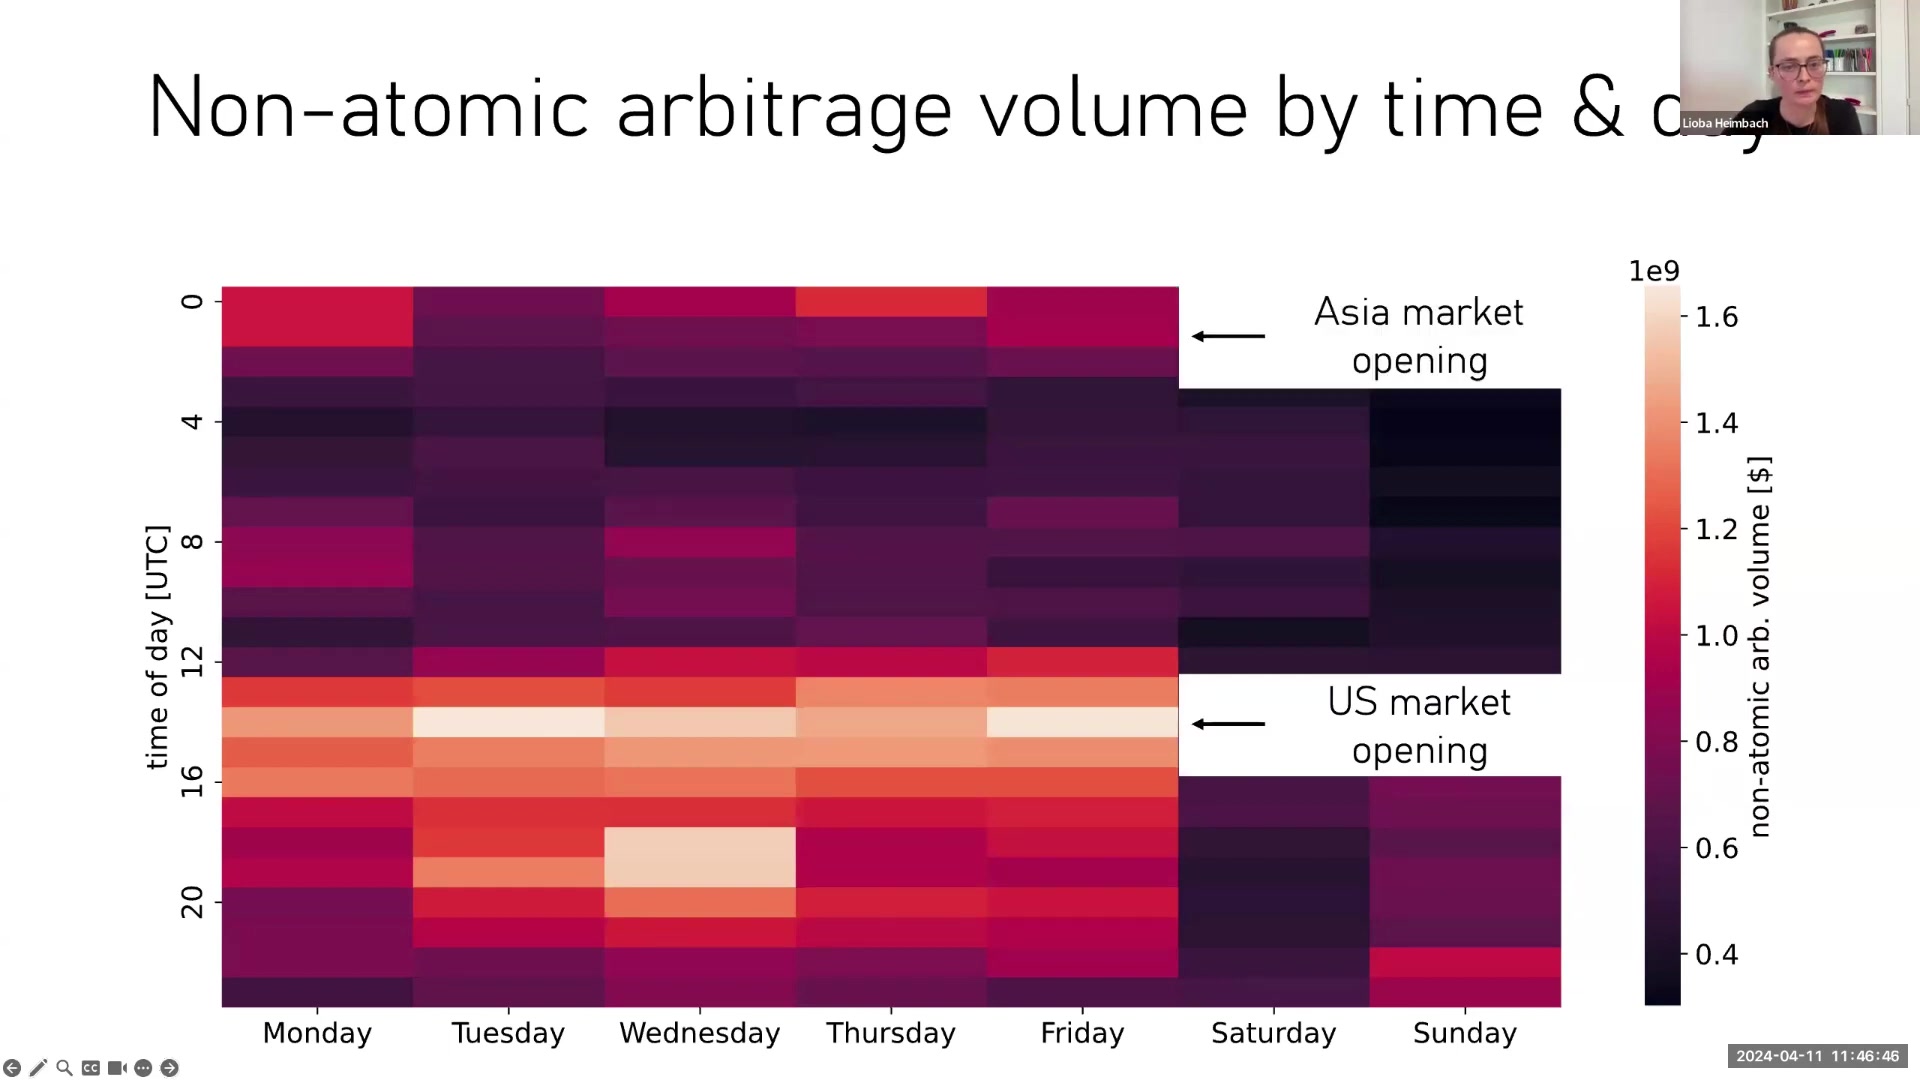 Non-atomic arbitrage volume by time &
Lioba Heimbach
1e9
Asia market
opening
US market
opening
0
4
8
12
16
20
time of day [UTC]
Monday Tuesday Wednesday Thursday Friday Saturday Sunday
1.6
1.4
1.2
1.0
0.8
0.6
0.4
non-atomic arb. volume [$]
CC
2024-04-11 11:46:46